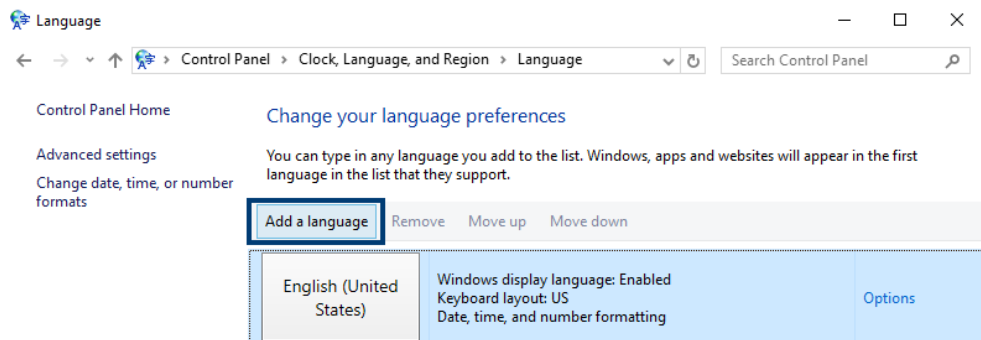 Language
Control Panel > Clock, Language, and Region > Language
Search Control Panel
Control Panel Home
Advanced settings
Change date, time, or number
formats
Change your language preferences
You can type in any language you add to the list. Windows, apps and websites will appear in the first
language in the list that they support.
Add a language Remove Move up Move down
English (United
States)
Windows display language: Enabled
Keyboard layout: US
Date, time, and number formatting
Options